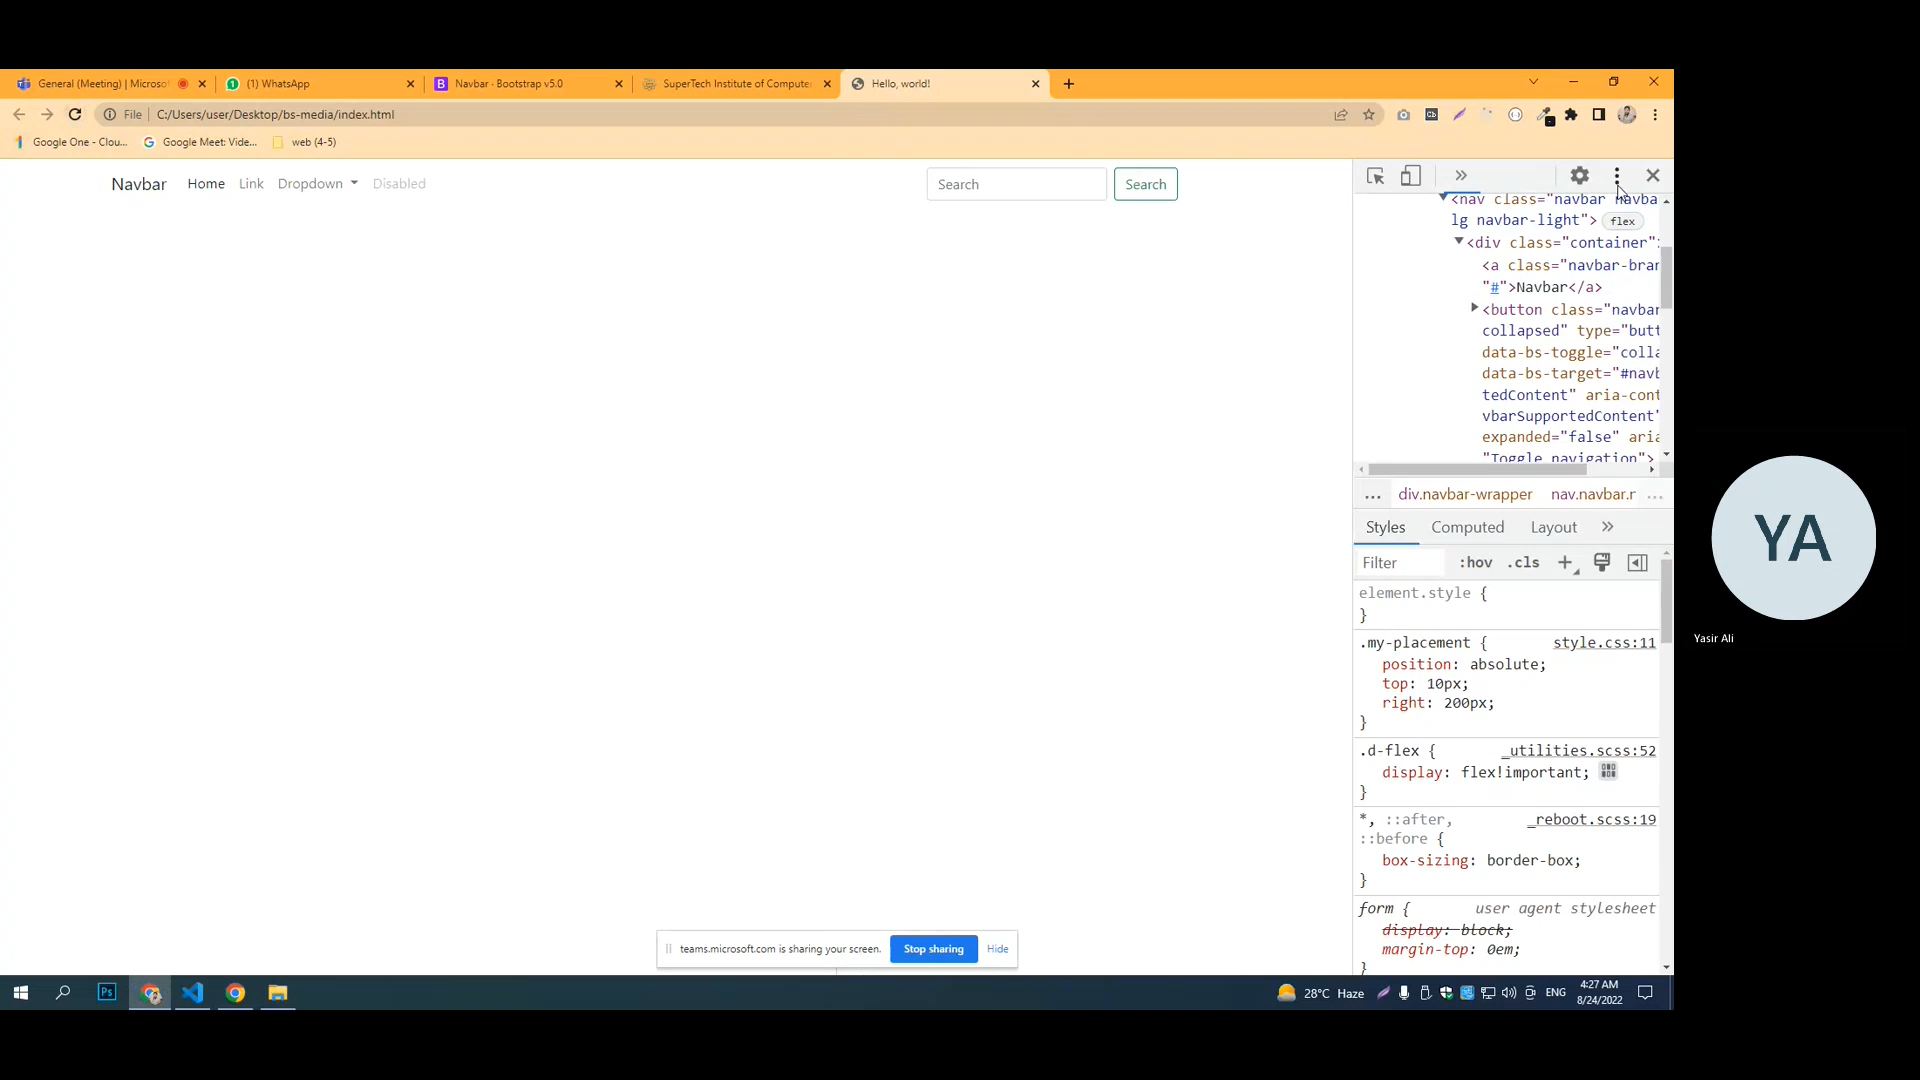 General (Meeting) | Microso
(1) WhatsApp
Navbar · Bootstrap v5.0
SuperTech Institute of Compute
Hello, world!
File
C:/Users/user/Desktop/bs-media/index.html
Google One - Clou...
Google Meet: Vide...
web (4-5)
Navbar
Home
Link
Dropdown
Disabled
Search
Search
<nav class="navbar navba
lg navbar-light">
flex
<div class="container">
<a class="navbar-bran
"#">Navbar</a>
<button class="navbar
collapsed" type="butt
data-bs-toggle="colla
data-bs-target="#navb
tedContent" aria-cont
vbarSupportedContent"
expanded="false" aria
"Toggle navigation">
...
div.navbar-wrapper
nav.navbar.r
...
Styles
Computed
Layout
Filter
:hov
.cls
element.style {
}
.my-placement {
style.css:11
position: absolute;
top: 10px;
right: 200px;
}
.d-flex {
_utilities.scss:52
display: flex!important;
}
*, ::after,
_reboot.scss:19
::before {
box-sizing: border-box;
}
form {
user agent stylesheet
display: block;
margin-top: 0em;
}
teams.microsoft.com is sharing your screen.
Stop sharing
Hide
Ps
28°C Haze
ENG
4:27 AM
8/24/2022
YA
Yasir Ali